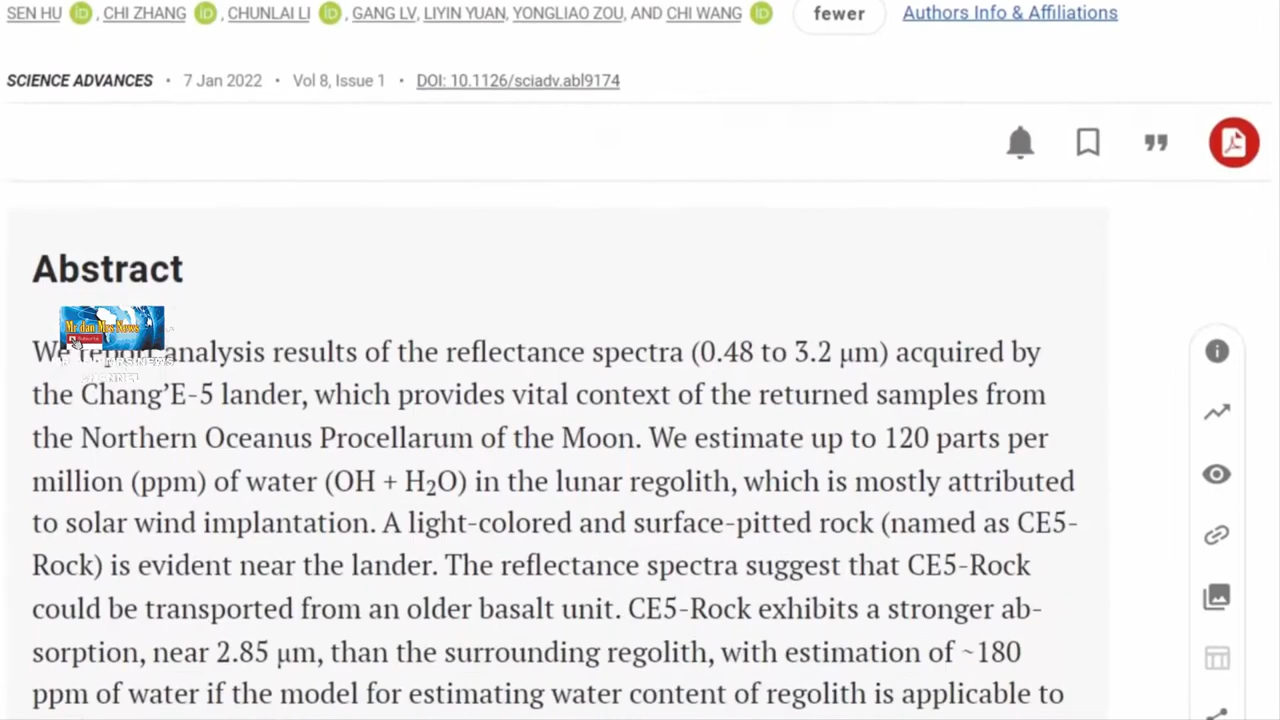 SEN HU, CHI ZHANG, CHUNLAI LI, GANG LV, LIYIN YUAN, YONGLIAO ZOU, AND CHI WANG fewer Authors Info & Affiliations
SCIENCE ADVANCES • 7 Jan 2022 • Vol 8, Issue 1 • DOI: 10.1126/sciadv.abl9174
Abstract
Mr dan Mrs News
analysis results of the reflectance spectra (0.48 to 3.2 μm) acquired by
the Chang’E-5 lander, which provides vital context of the returned samples from
the Northern Oceanus Procellarum of the Moon. We estimate up to 120 parts per
million (ppm) of water (OH + H₂O) in the lunar regolith, which is mostly attributed
to solar wind implantation. A light-colored and surface-pitted rock (named as CE5-
Rock) is evident near the lander. The reflectance spectra suggest that CE5-Rock
could be transported from an older basalt unit. CE5-Rock exhibits a stronger ab-
sorption, near 2.85 μm, than the surrounding regolith, with estimation of ~180
ppm of water if the model for estimating water content of regolith is applicable to